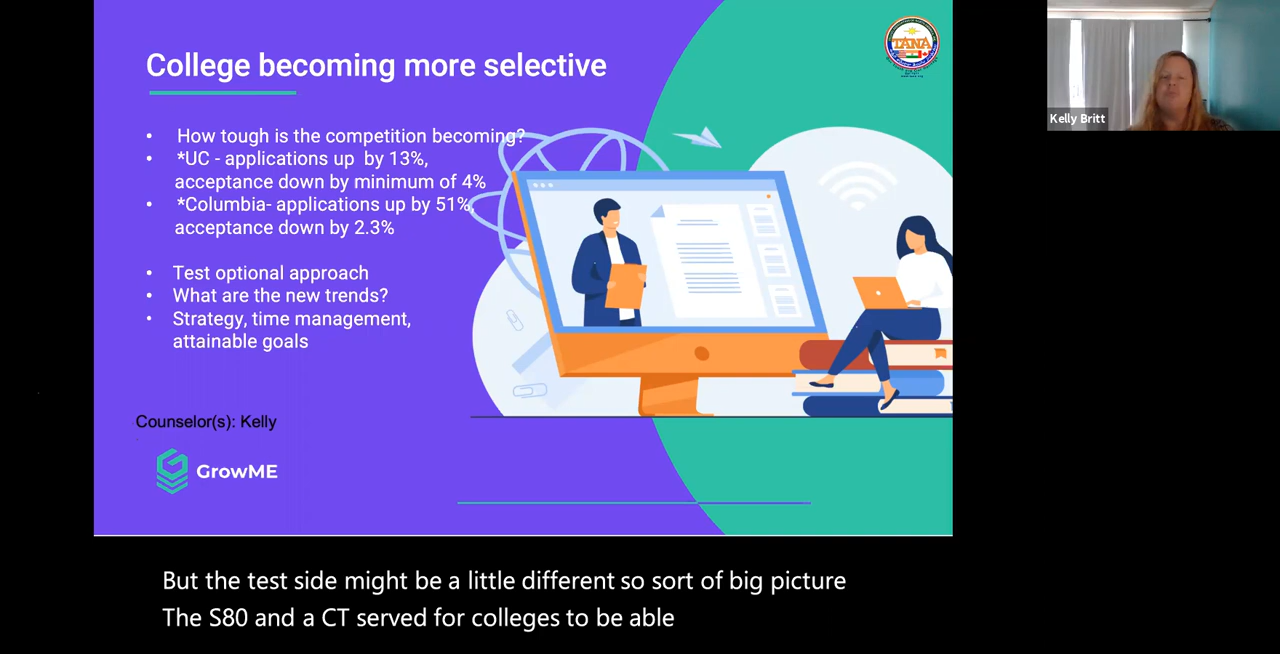 College becoming more selective
TANA
• How tough is the competition becoming?
• *UC - applications up by 13%,
acceptance down by minimum of 4%
• *Columbia- applications up by 51%,
acceptance down by 2.3%
• Test optional approach
• What are the new trends?
• Strategy, time management,
attainable goals
Counselor(s): Kelly
GrowME
Kelly Britt
But the test side might be a little different so sort of big picture
The S80 and a CT served for colleges to be able